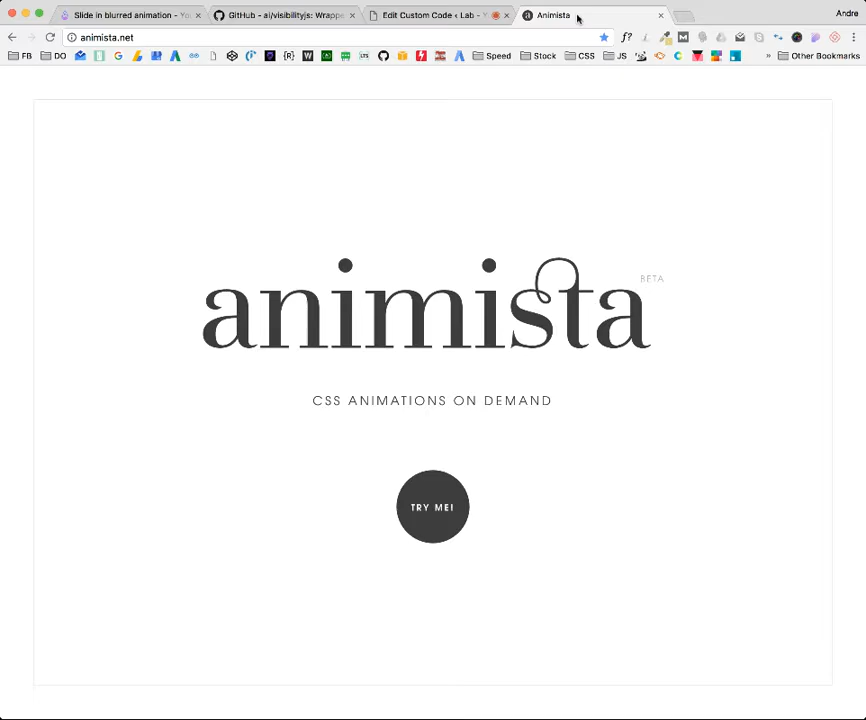 Slide in blurred animation - Yo
GitHub - ai/visibilityjs: Wrappe
Edit Custom Code ‹ Lab - Y
Animista
Andre
animista.net
f?
FB
DO
Speed
Stock
CSS
JS
Other Bookmarks
animista
BETA
CSS ANIMATIONS ON DEMAND
TRY ME!